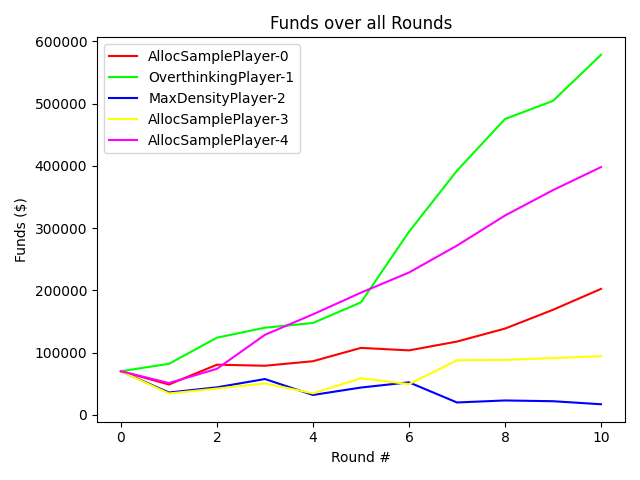 Funds over all Rounds
600000
500000
400000
300000
200000
100000
0
Funds ($)
AllocSamplePlayer-0
OverthinkingPlayer-1
MaxDensityPlayer-2
AllocSamplePlayer-3
AllocSamplePlayer-4
0 2 4 6 8 10
Round #